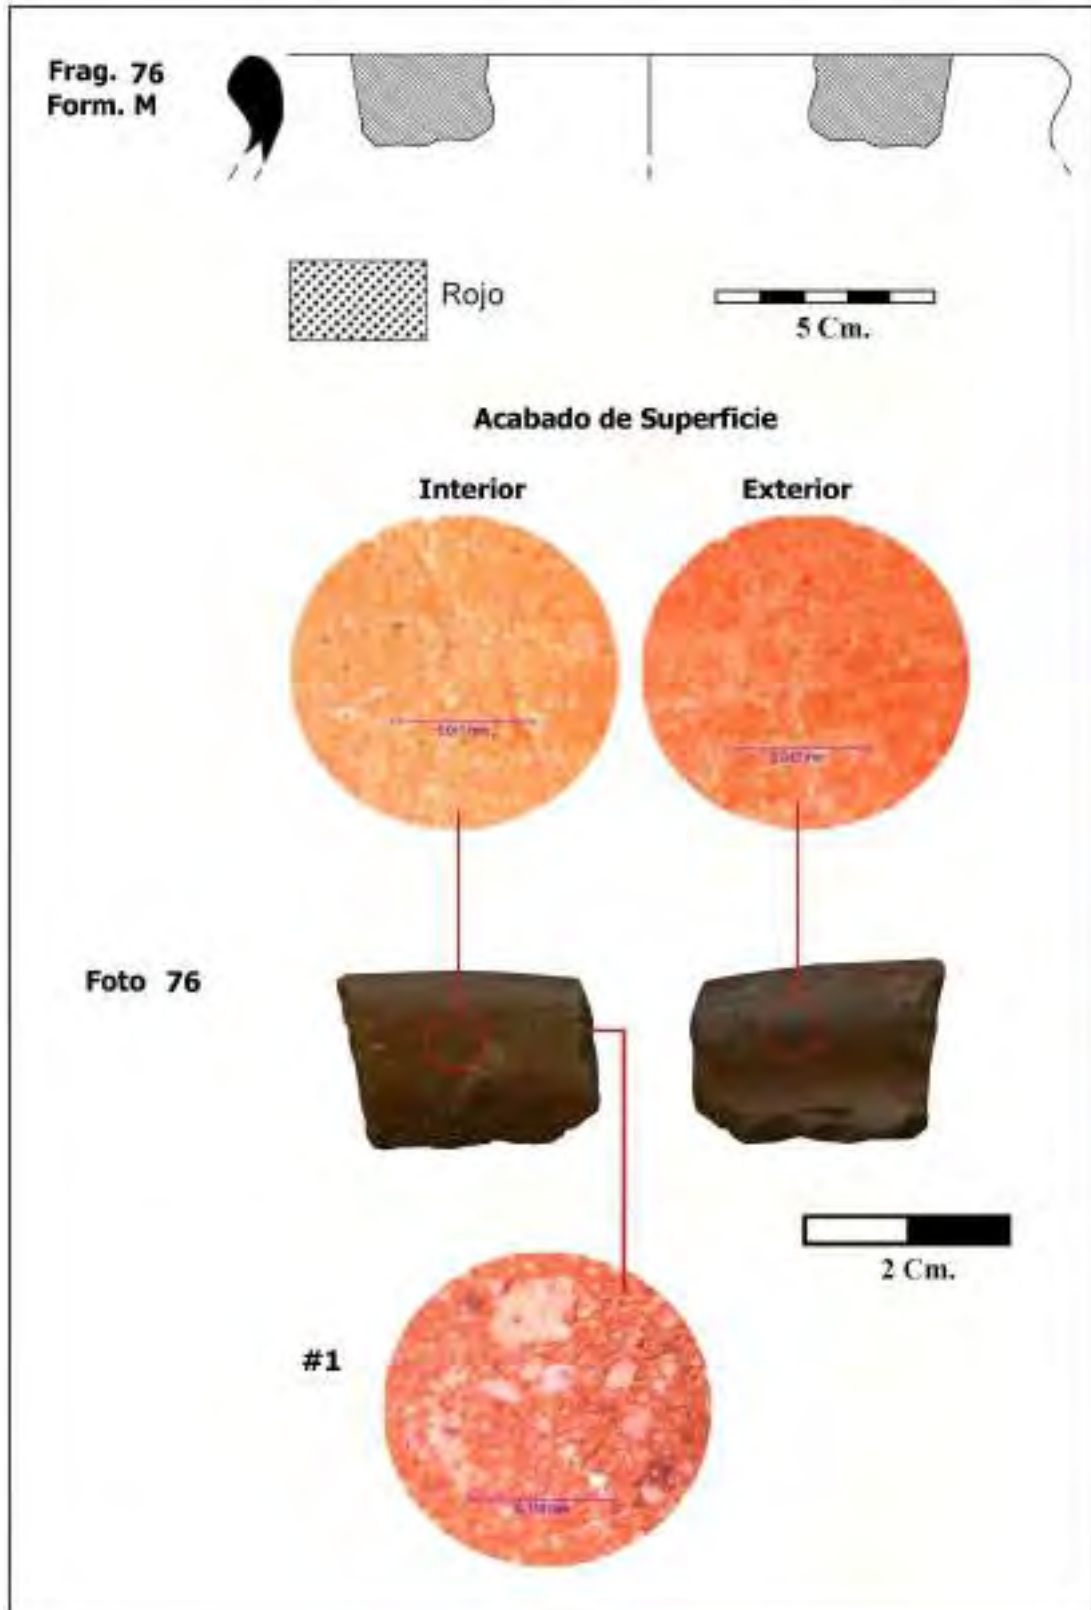 Frag. 76
Form. M
Rojo
5 Cm.
Acabado de Superficie
Interior
Exterior
Foto 76
2 Cm.
#1